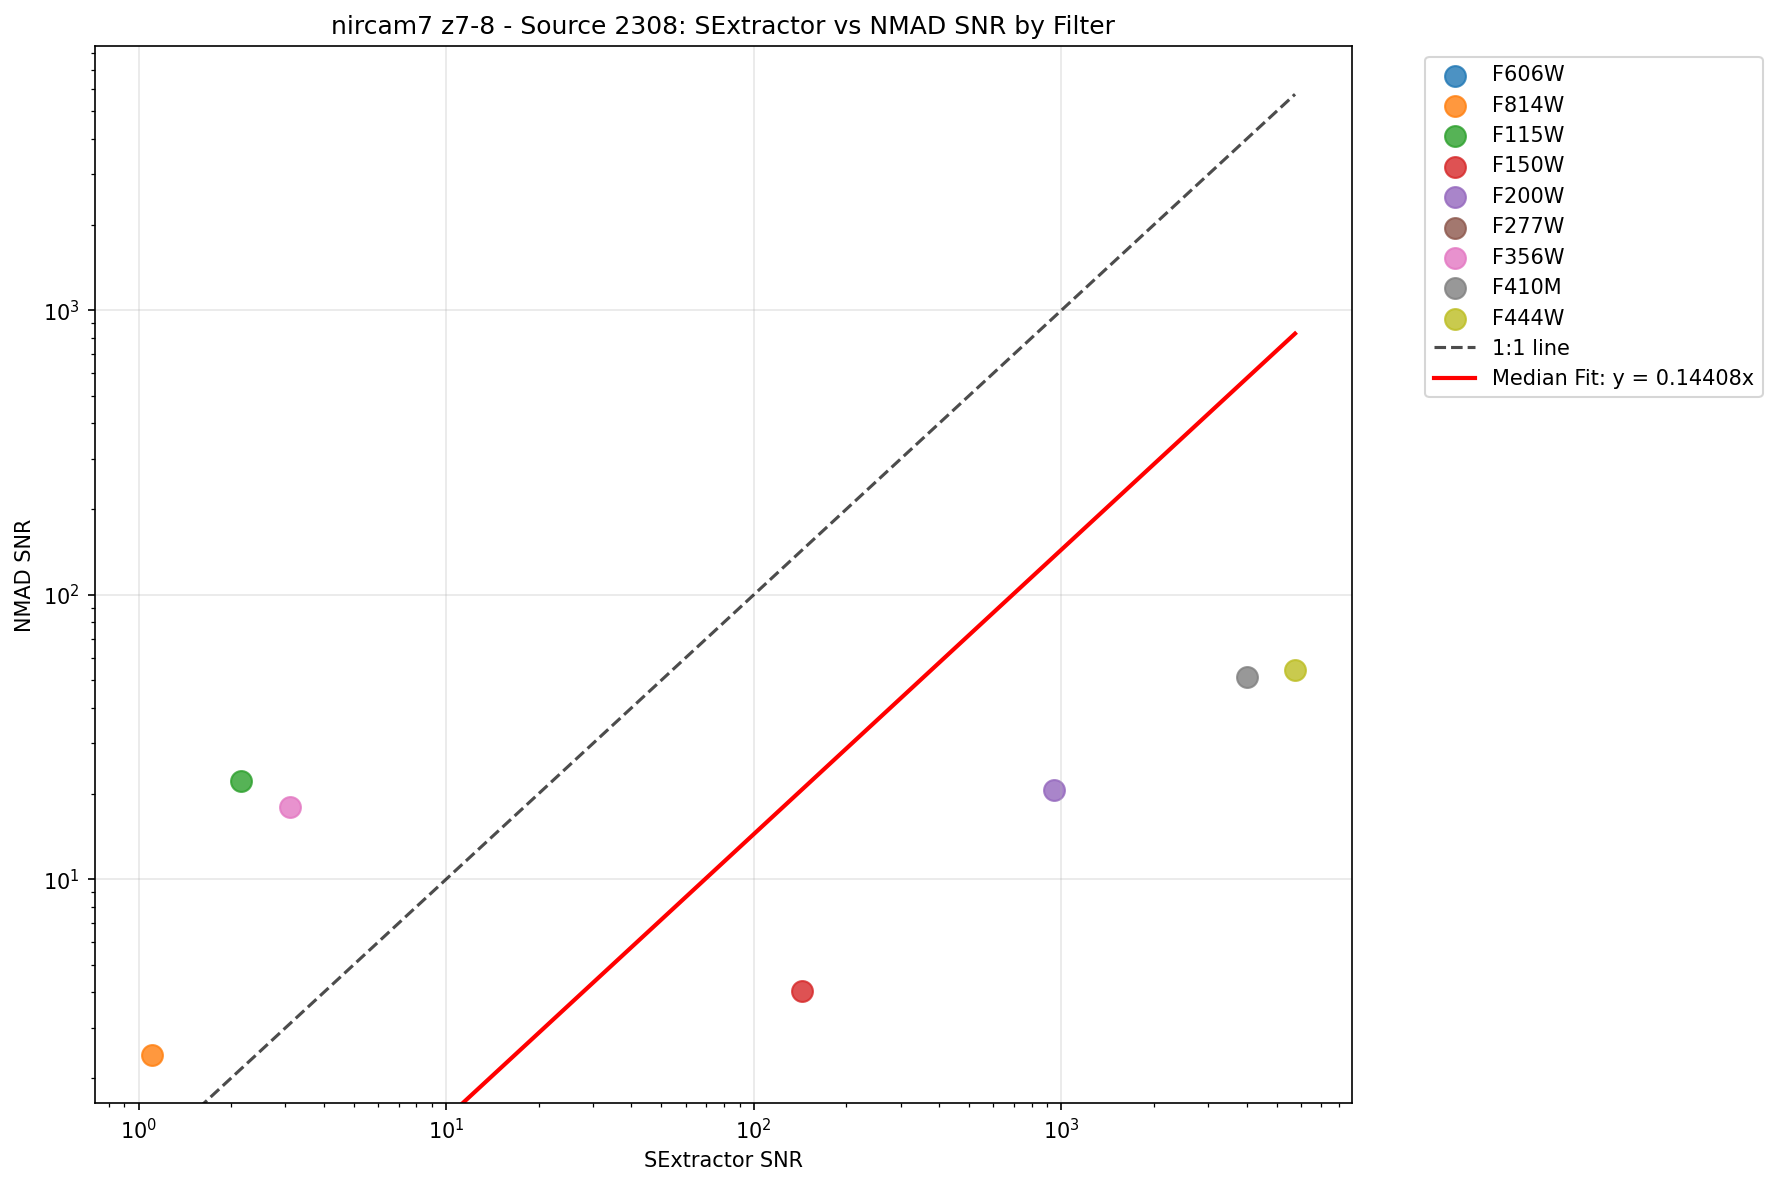 nircam7 z7-8 - Source 2308: SExtractor vs NMAD SNR by Filter
F606W
F814W
F115W
F150W
F200W
F277W
F356W
F410M
F444W
1:1 line
Median Fit: y = 0.14408x
NMAD SNR
10³
10²
10¹
10⁰ 10¹ 10² 10³
SExtractor SNR